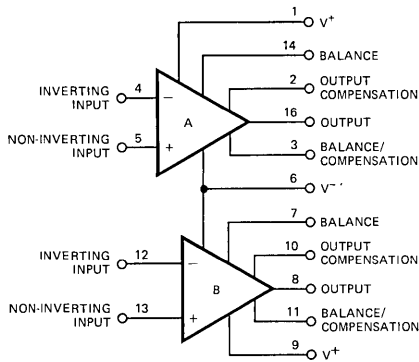 1 V+
14 BALANCE
2 OUTPUT
COMPENSATION
INVERTING
INPUT 4
−
A
16 OUTPUT
NON-INVERTING
INPUT 5
+
3 BALANCE/
COMPENSATION
6 V−
7 BALANCE
10 OUTPUT
COMPENSATION
INVERTING
INPUT 12
−
B
8 OUTPUT
NON-INVERTING
INPUT 13
+
11 BALANCE/
COMPENSATION
9 V+